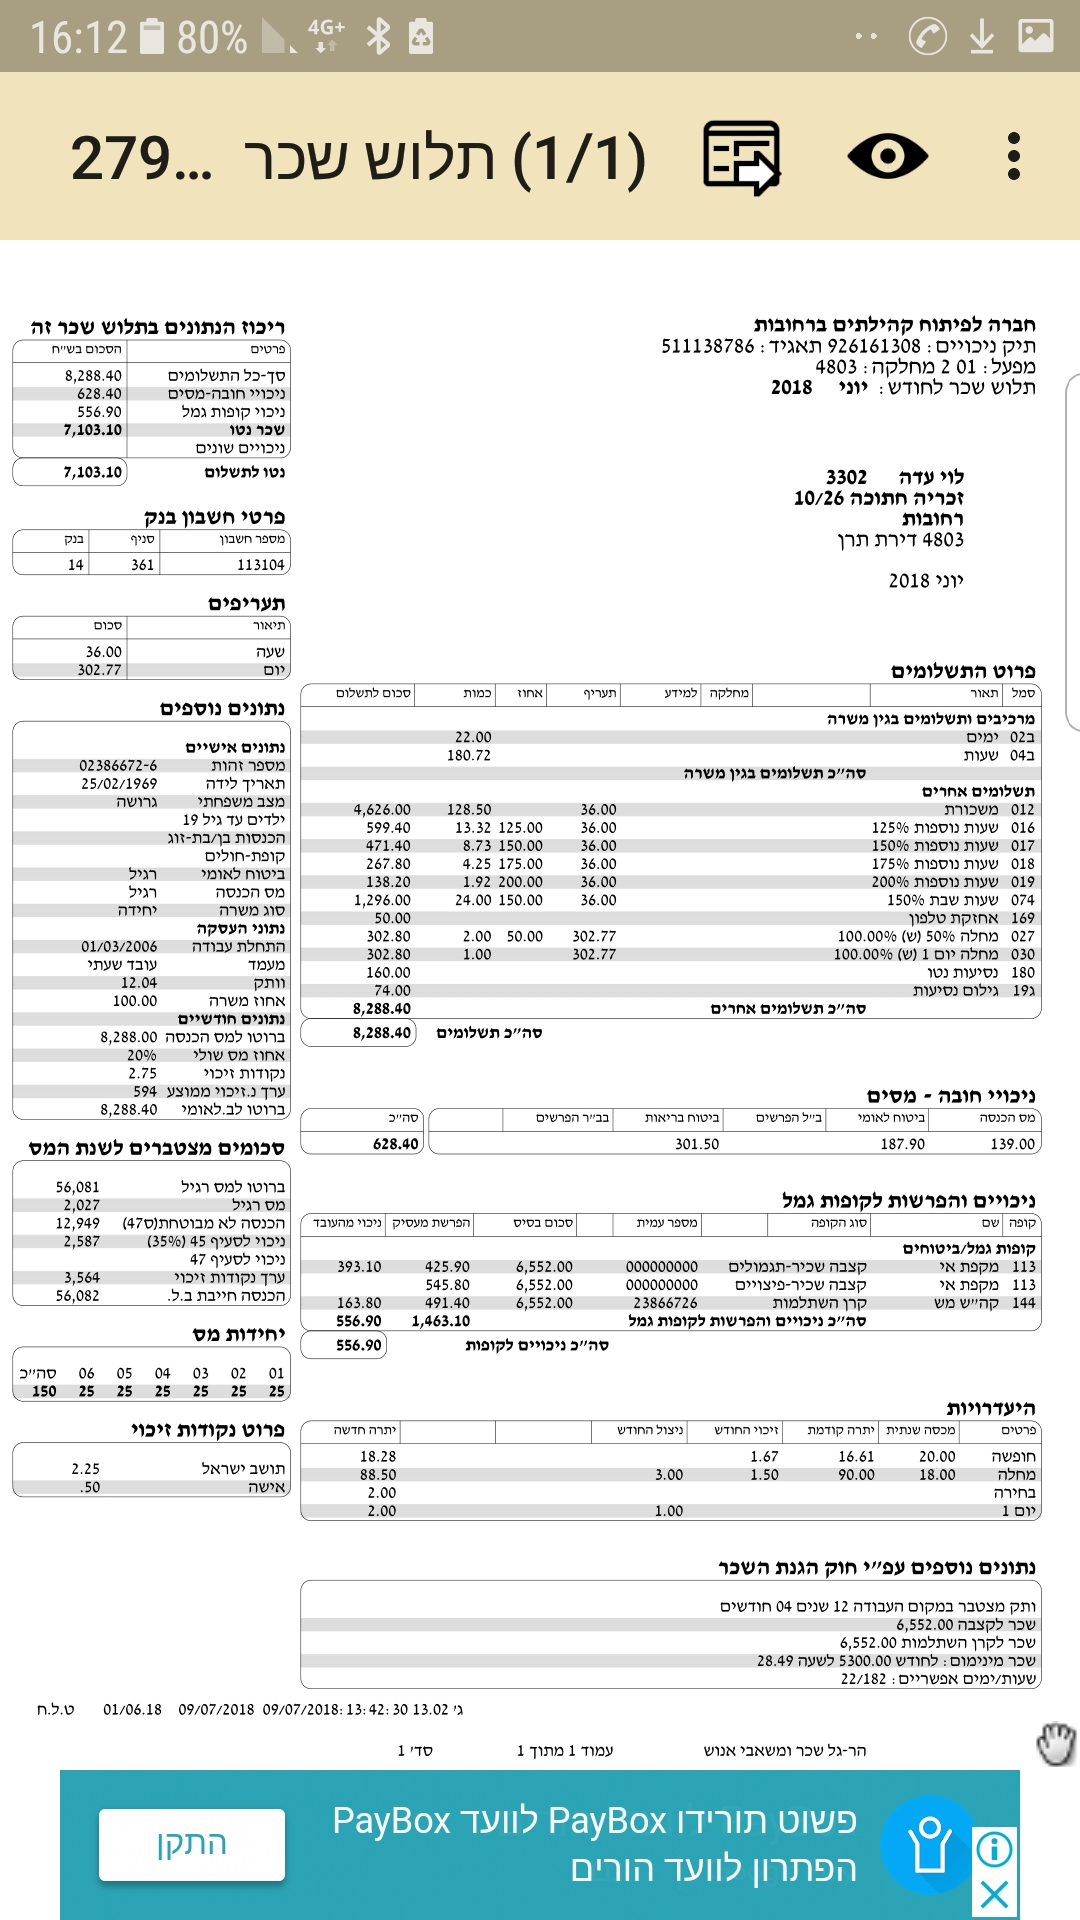 16:12 80% 4G+
279... תלוש שכר (1/1)
חברה לפיתוח קהילתים ברחובות
תיק ניכויים: 926161308 תאגיד: 511138786
מפעל: 01 2 מחלקה: 4803
תלוש שכר לחודש: יוני 2018
לוי עדה 3302
זכריה חתוכה 10/26
רחובות
4803 דירת תרן
יוני 2018
ריכוז הנתונים בתלוש שכר זה
פרטים הסכום בש"ח
סך-כל התשלומים 8,288.40
ניכויי חובה-מסים 628.40
ניכוי קופות גמל 556.90
שכר נטו 7,103.10
ניכויים שונים
נטו לתשלום 7,103.10
פרטי חשבון בנק
מספר חשבון סניף בנק
113104 361 14
תעריפים
תיאור סכום
שעה 36.00
יום 302.77
נתונים נוספים
נתונים אישיים
מספר זהות 02386672-6
תאריך לידה 25/02/1969
מצב משפחתי גרושה
ילדים עד גיל 19
הכנסות בן/בת-זוג
קופת-חולים
ביטוח לאומי רגיל
מס הכנסה רגיל
סוג משרה יחידה
נתוני העסקה
התחלת עבודה 01/03/2006
מעמד עובד שעתי
וותק 12.04
אחוז משרה 100.00
נתונים חודשיים
ברוטו למס הכנסה 8,288.00
אחוז מס שולי 20%
נקודות זיכוי 2.75
ערך נ.זיכוי ממוצע 594
ברוטו לב.לאומי 8,288.40
סכומים מצטברים לשנת המס
ברוטו למס רגיל 56,081
מס רגיל 2,027
הכנסה לא מבוטחת(ס47) 12,949
ניכוי לסעיף 45 (35%) 2,587
ניכוי לסעיף 47
ערך נקודות זיכוי 3,564
הכנסה חייבת ב.ל. 56,082
יחידות מס
01 02 03 04 05 06 סה"כ
25 25 25 25 25 25 150
פרוט נקודות זיכוי
תושב ישראל 2.25
אישה .50
פרוט התשלומים
סמל תאור מחלקה למידע תעריף אחוז כמות סכום לתשלום
מרכיבים ותשלומים בגין משרה
ב02 ימים 22.00
ב04 שעות 180.72
סה"כ תשלומים בגין משרה
תשלומים אחרים
012 משכורת 36.00 128.50 4,626.00
016 שעות נוספות 125% 36.00 125.00 13.32 599.40
017 שעות נוספות 150% 36.00 150.00 8.73 471.40
018 שעות נוספות 175% 36.00 175.00 4.25 267.80
019 שעות נוספות 200% 36.00 200.00 1.92 138.20
074 שעות שבת 150% 36.00 150.00 24.00 1,296.00
169 אחזקת טלפון 50.00
027 מחלה 50% (ש) 100.00% 302.77 50.00 2.00 302.80
030 מחלה יום 1 (ש) 100.00% 302.77 1.00 302.80
180 נסיעות נטו 160.00
ג19 גילום נסיעות 74.00
סה"כ תשלומים אחרים 8,288.40
סה"כ תשלומים 8,288.40
ניכויי חובה - מסים
מס הכנסה ביטוח לאומי ב"ל הפרשים ביטוח בריאות בב"ר הפרשים סה"כ
139.00 187.90 301.50 628.40
ניכויים והפרשות לקופות גמל
קופה שם סוג הקופה מספר עמית סכום בסיס הפרשת מעסיק ניכוי מהעובד
קופות גמל/ביטוחים
113 מקפת אי קצבה שכיר-תגמולים 000000000 6,552.00 425.90 393.10
113 מקפת אי קצבה שכיר-פיצויים 000000000 6,552.00 545.80
144 קה"ש מש קרן השתלמות 23866726 6,552.00 491.40 163.80
סה"כ ניכויים והפרשות לקופות גמל 1,463.10 556.90
סה"כ ניכויים לקופות 556.90
היעדרויות
פרטים מכסה שנתית יתרה קודמת זיכוי החודש ניצול החודש יתרה חדשה
חופשה 20.00 16.61 1.67 18.28
מחלה 18.00 90.00 1.50 3.00 88.50
בחירה 2.00
יום 1 1.00 2.00
נתונים נוספים עפ"י חוק הגנת השכר
ותק מצטבר במקום העבודה 12 שנים 04 חודשים
שכר לקצבה 6,552.00
שכר לקרן השתלמות 6,552.00
שכר מינימום: לחודש 5300.00 לשעה 28.49
שעות/ימים אפשריים: 22/182
ג' 13.02 09/07/2018:13:42:30 09/07/2018 01/06.18 ט.ל.ח
הר-גל שכר ומשאבי אנוש עמוד 1 מתוך 1 סד' 1
פשוט תורידו PayBox לוועד PayBox
הפתרון לוועד הורים
התקן